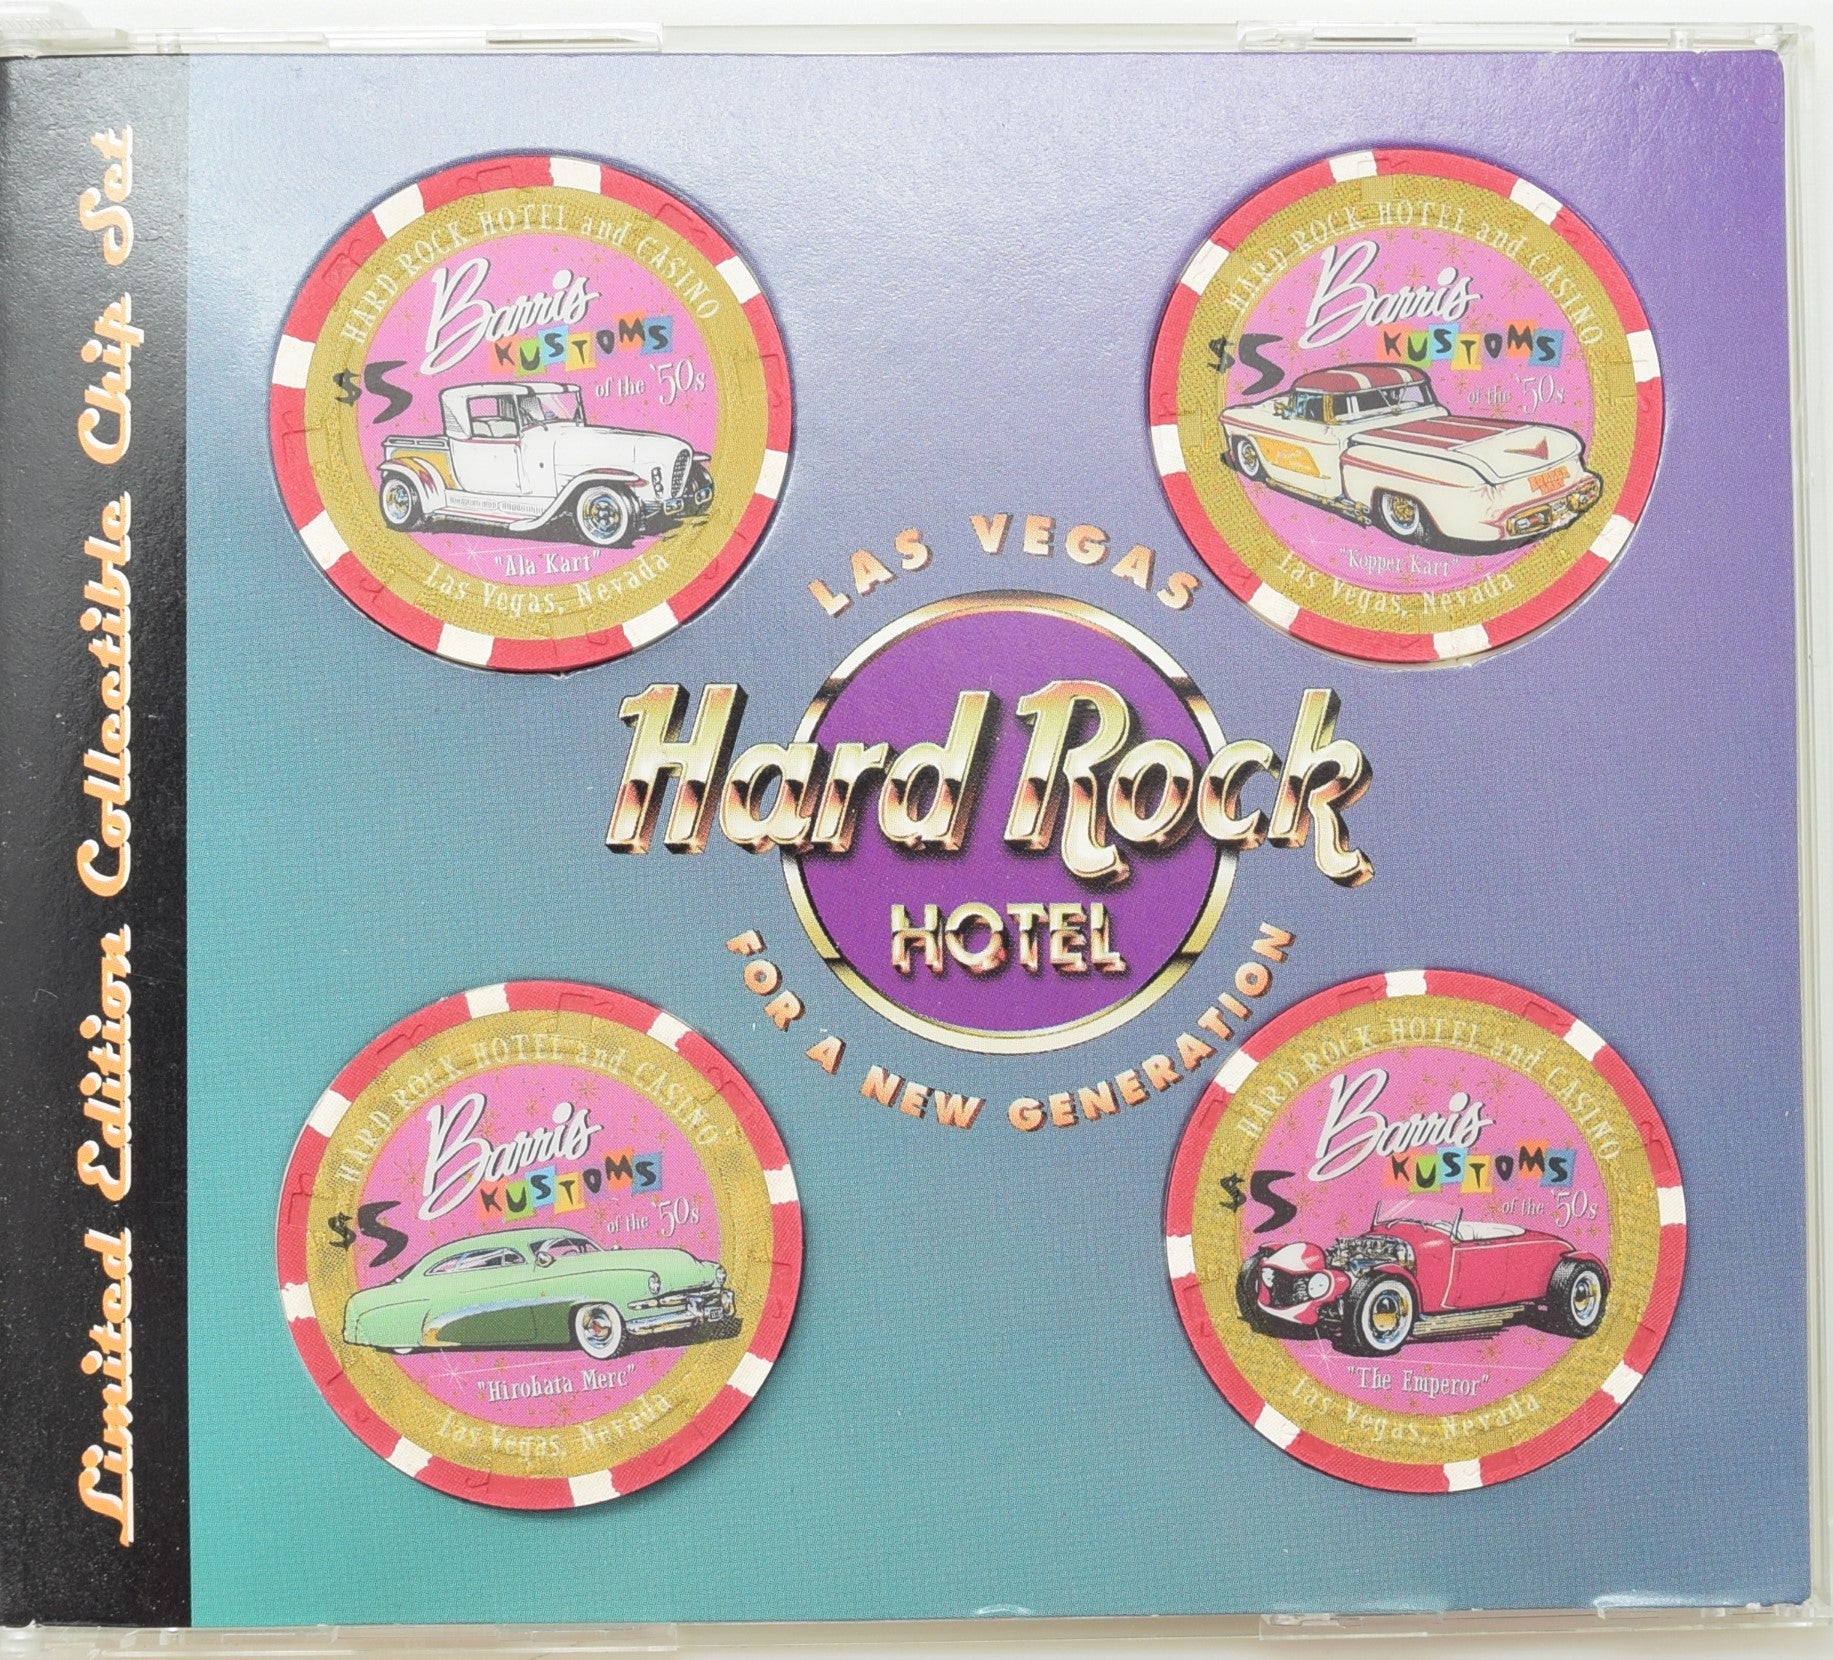 Limited Edition Collectible Chip Set
HARD ROCK HOTEL and CASINO
Barris
KUSTOMS
of the '50s
$5
"Ala Kart"
Las Vegas, Nevada
HARD ROCK HOTEL and CASINO
Barris
KUSTOMS
of the '50s
$5
"Kopper Kart"
Las Vegas, Nevada
LAS VEGAS
Hard Rock
HOTEL
FOR A NEW GENERATION
HARD ROCK HOTEL and CASINO
Barris
KUSTOMS
of the '50s
$5
"Hirohata Merc"
Las Vegas, Nevada
HARD ROCK HOTEL and CASINO
Barris
KUSTOMS
of the '50s
$5
"The Emperor"
Las Vegas, Nevada